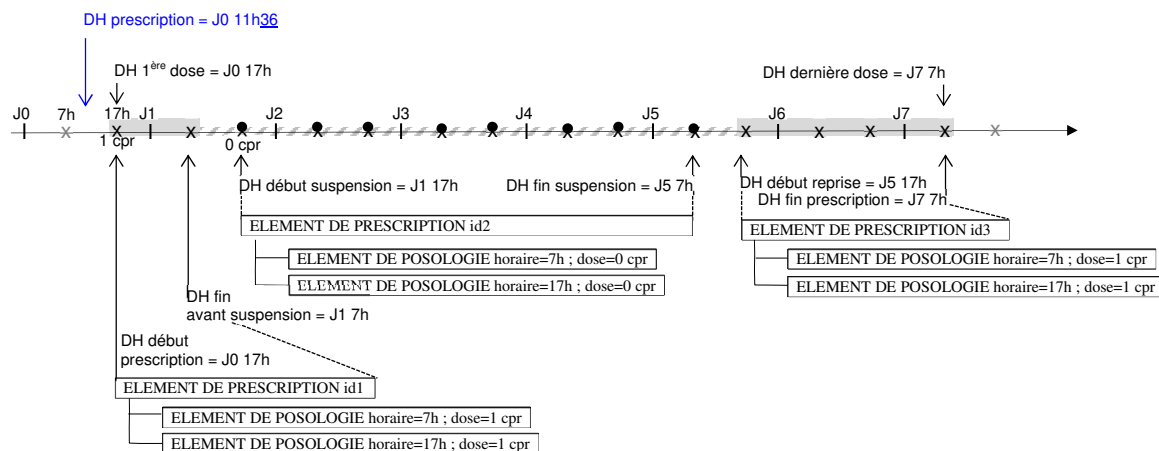 DH prescription = J0 11h36
DH 1ère dose = J0 17h
DH dernière dose = J7 7h
J0 7h 17h J1 J2 J3 J4 J5 J6 J7
x x x x x x x x x x x x x x x x
1 cpr
0 cpr
DH début suspension = J1 17h
DH fin suspension = J5 7h
DH début reprise = J5 17h
DH fin prescription = J7 7h
ELEMENT DE PRESCRIPTION id2
ELEMENT DE PRESCRIPTION id3
ELEMENT DE POSOLOGIE horaire=7h ; dose=0 cpr
ELEMENT DE POSOLOGIE horaire=7h ; dose=1 cpr
ELEMENT DE POSOLOGIE horaire=17h ; dose=0 cpr
ELEMENT DE POSOLOGIE horaire=17h ; dose=1 cpr
DH fin
avant suspension = J1 7h
DH début
prescription = J0 17h
ELEMENT DE PRESCRIPTION id1
ELEMENT DE POSOLOGIE horaire=7h ; dose=1 cpr
ELEMENT DE POSOLOGIE horaire=17h ; dose=1 cpr